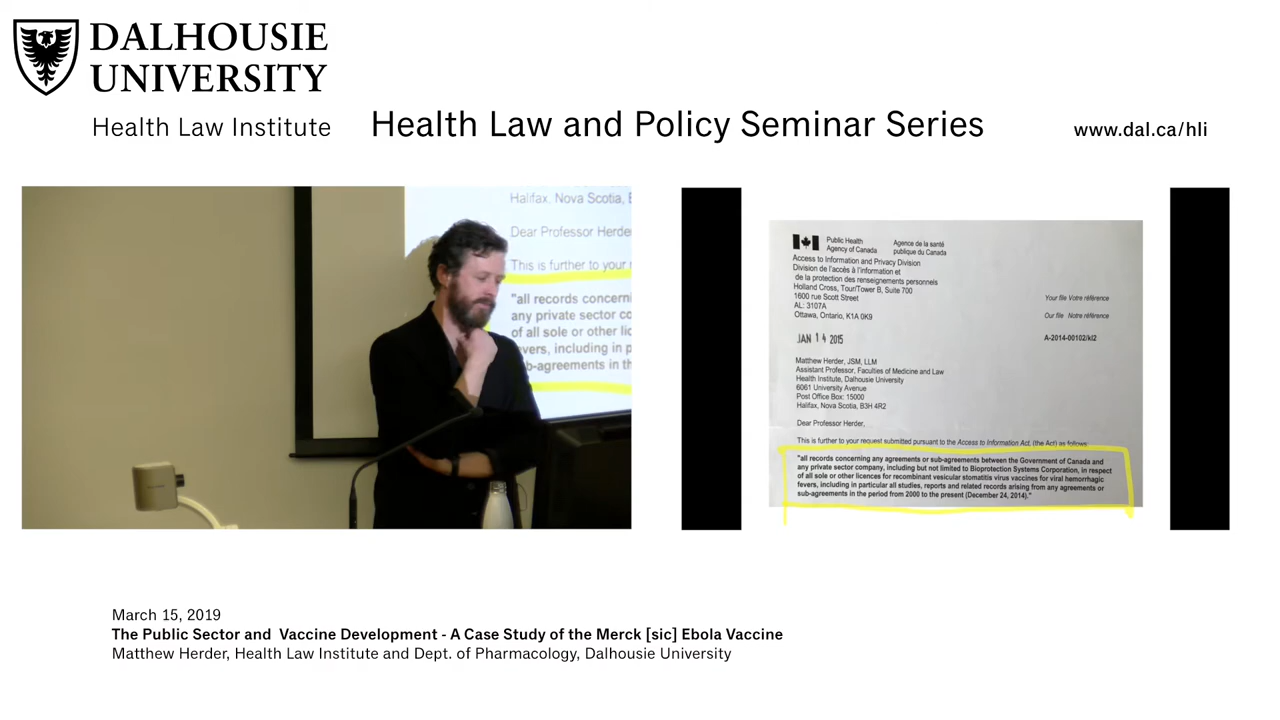 DALHOUSIE
UNIVERSITY
Health Law Institute
Health Law and Policy Seminar Series
www.dal.ca/hli
Halifax, Nova Scotia,
Dear Professor Herde
This is further to your
"all records concerni
any private sector co
of all sole or other lic
evers, including in p
b-agreements in th
Public Health
Agency of Canada
Agence de la santé
publique du Canada
Access to Information and Privacy Division
Division de l'accès à l'information et
de la protection des renseignements personnels
Holland Cross, Tour/Tower B, Suite 700
1600 rue Scott Street
AL: 3107A
Ottawa, Ontario, K1A 0K9
Your file Votre référence
Our file Notre référence
JAN 14 2015
A-2014-00102/kl2
Matthew Herder, JSM, LLM
Assistant Professor, Faculties of Medicine and Law
Health Institute, Dalhousie University
6061 University Avenue
Post Office Box: 15000
Halifax, Nova Scotia, B3H 4R2
Dear Professor Herder,
This is further to your request submitted pursuant to the Access to Information Act, (the Act) as follows:
"all records concerning any agreements or sub-agreements between the Government of Canada and
any private sector company, including but not limited to Bioprotection Systems Corporation, in respect
of all sole or other licences for recombinant vesicular stomatitis virus vaccines for viral hemorrhagic
fevers, including in particular all studies, reports and related records arising from any agreements or
sub-agreements in the period from 2000 to the present (December 24, 2014)."
March 15, 2019
The Public Sector and Vaccine Development - A Case Study of the Merck [sic] Ebola Vaccine
Matthew Herder, Health Law Institute and Dept. of Pharmacology, Dalhousie University